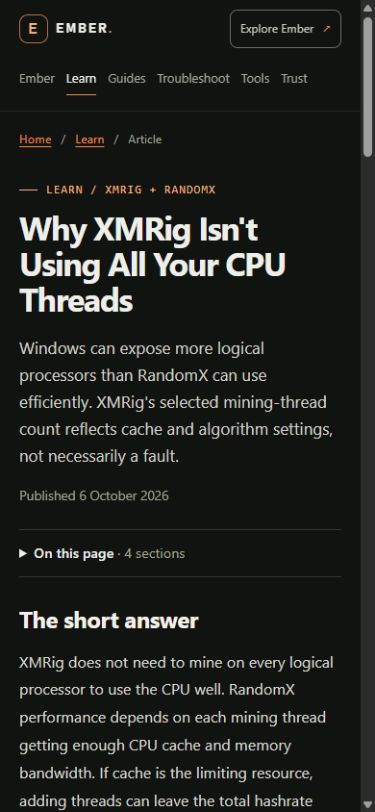 E EMBER.
Explore Ember ↗
Ember Learn Guides Troubleshoot Tools Trust
Home / Learn / Article
LEARN / XMRIG + RANDOMX
Why XMRig Isn't
Using All Your CPU
Threads
Windows can expose more logical
processors than RandomX can use
efficiently. XMRig's selected mining-thread
count reflects cache and algorithm settings,
not necessarily a fault.
Published 6 October 2026
On this page · 4 sections
The short answer
XMRig does not need to mine on every logical
processor to use the CPU well. RandomX
performance depends on each mining thread
getting enough CPU cache and memory
bandwidth. If cache is the limiting resource,
adding threads can leave the total hashrate